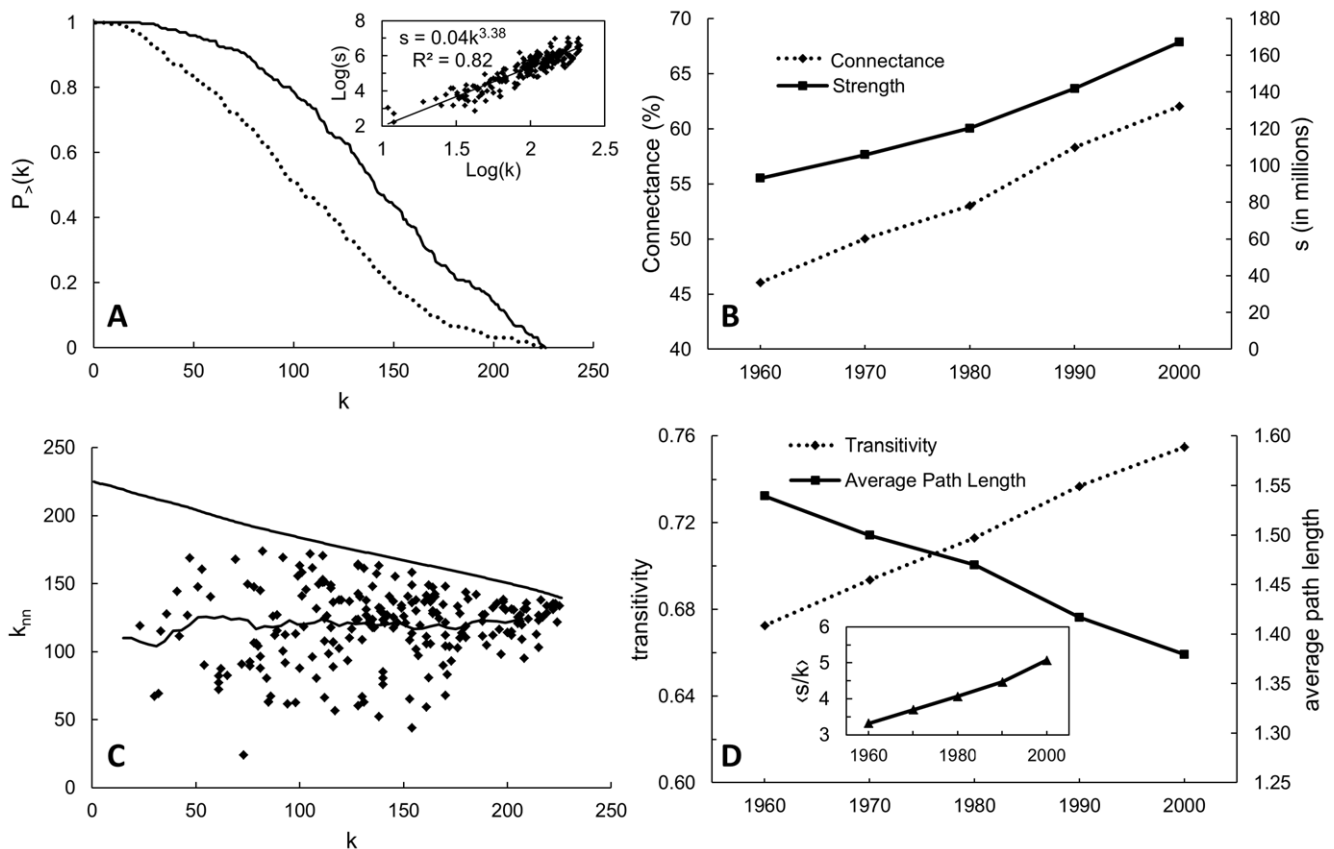 1
0.8
0.6
0.4
0.2
0
P>(k)
0 50 100 150 200 250
k
A
8
6
4
2
Log(s)
s = 0.04k^3.38
R² = 0.82
1 1.5 2 2.5
Log(k)
70
65
60
55
50
45
40
Connectance (%)
Connectance
Strength
180
160
140
120
100
80
60
40
20
0
s (in millions)
B
1960 1970 1980 1990 2000
250
200
150
100
50
0
knn
C
0 50 100 150 200 250
k
0.76
0.72
0.68
0.64
0.60
transitivity
Transitivity
Average Path Length
1.60
1.55
1.50
1.45
1.40
1.35
1.30
1.25
average path length
6
5
4
3
‹s/k›
1960 1970 1980 1990 2000
D
1960 1970 1980 1990 2000